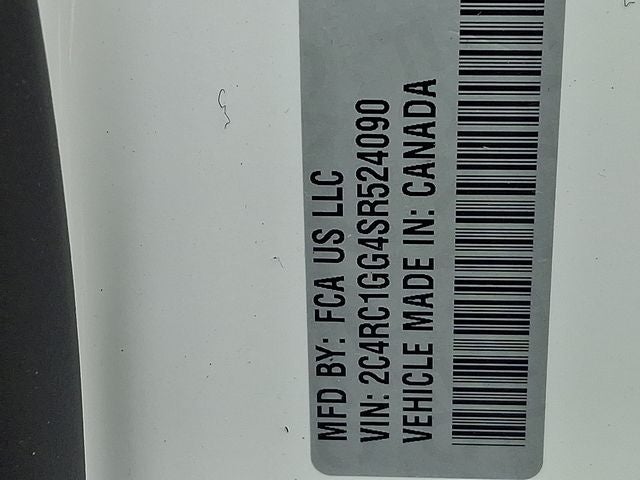 MFD BY: FCA US LLC
VIN: 2C4RC1GG4SR524090
VEHICLE MADE IN: CANADA